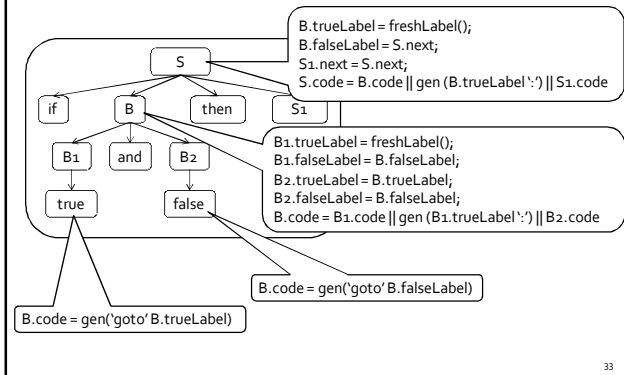 B.trueLabel = freshLabel();
B.falseLabel = S.next;
S1.next = S.next;
S.code = B.code || gen (B.trueLabel ‘:’) || S1.code
S
if B then S1
B1.trueLabel = freshLabel();
B1.falseLabel = B.falseLabel;
B2.trueLabel = B.trueLabel;
B2.falseLabel = B.falseLabel;
B.code = B1.code || gen (B1.trueLabel ‘:’) || B2.code
B1 and B2
true false
B.code = gen(‘goto’ B.falseLabel)
B.code = gen(‘goto’ B.trueLabel)
33